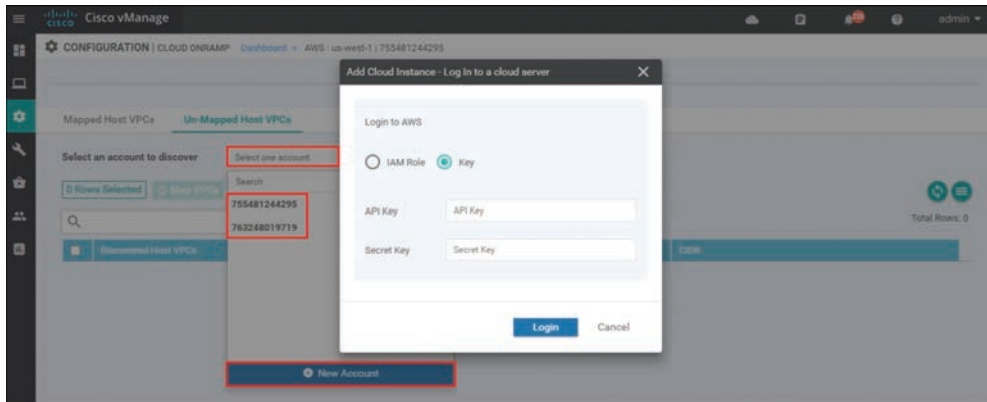 cisco Cisco vManage
admin
CONFIGURATION | CLOUD ONRAMP Dashboard > AWS : us-west-1 | 755481244295
Add Cloud Instance - Log In to a cloud server
Mapped Host VPCs Un-Mapped Host VPCs
Login to AWS
Select an account to discover Select one account
IAM Role Key
0 Rows Selected Map VPCs Search
755481244295
763248019719
API Key API Key
Total Rows: 0
Discovered Host VPCs CIDR
Secret Key Secret Key
Login Cancel
New Account